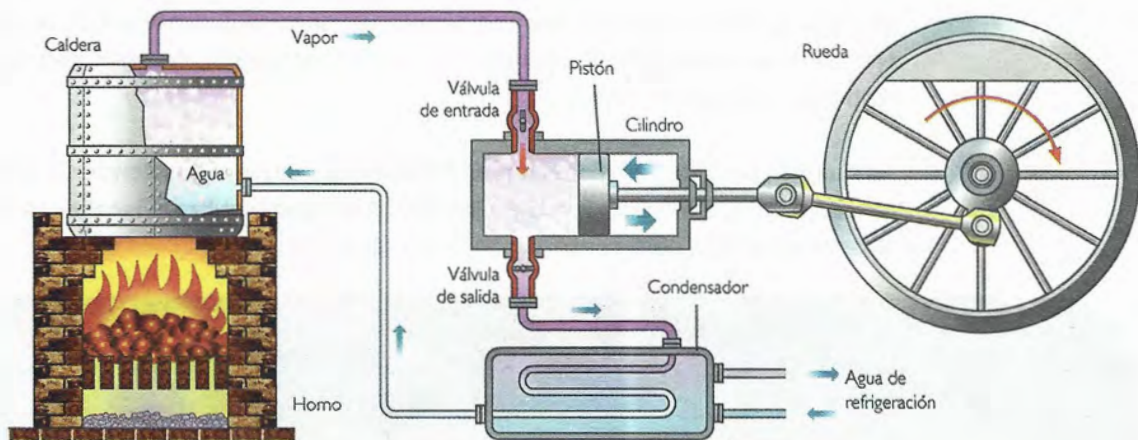 Caldera
Vapor
Rueda
Pistón
Válvula
de entrada
Cilindro
Agua
Válvula
de salida
Condensador
Horno
Agua de
refrigeración